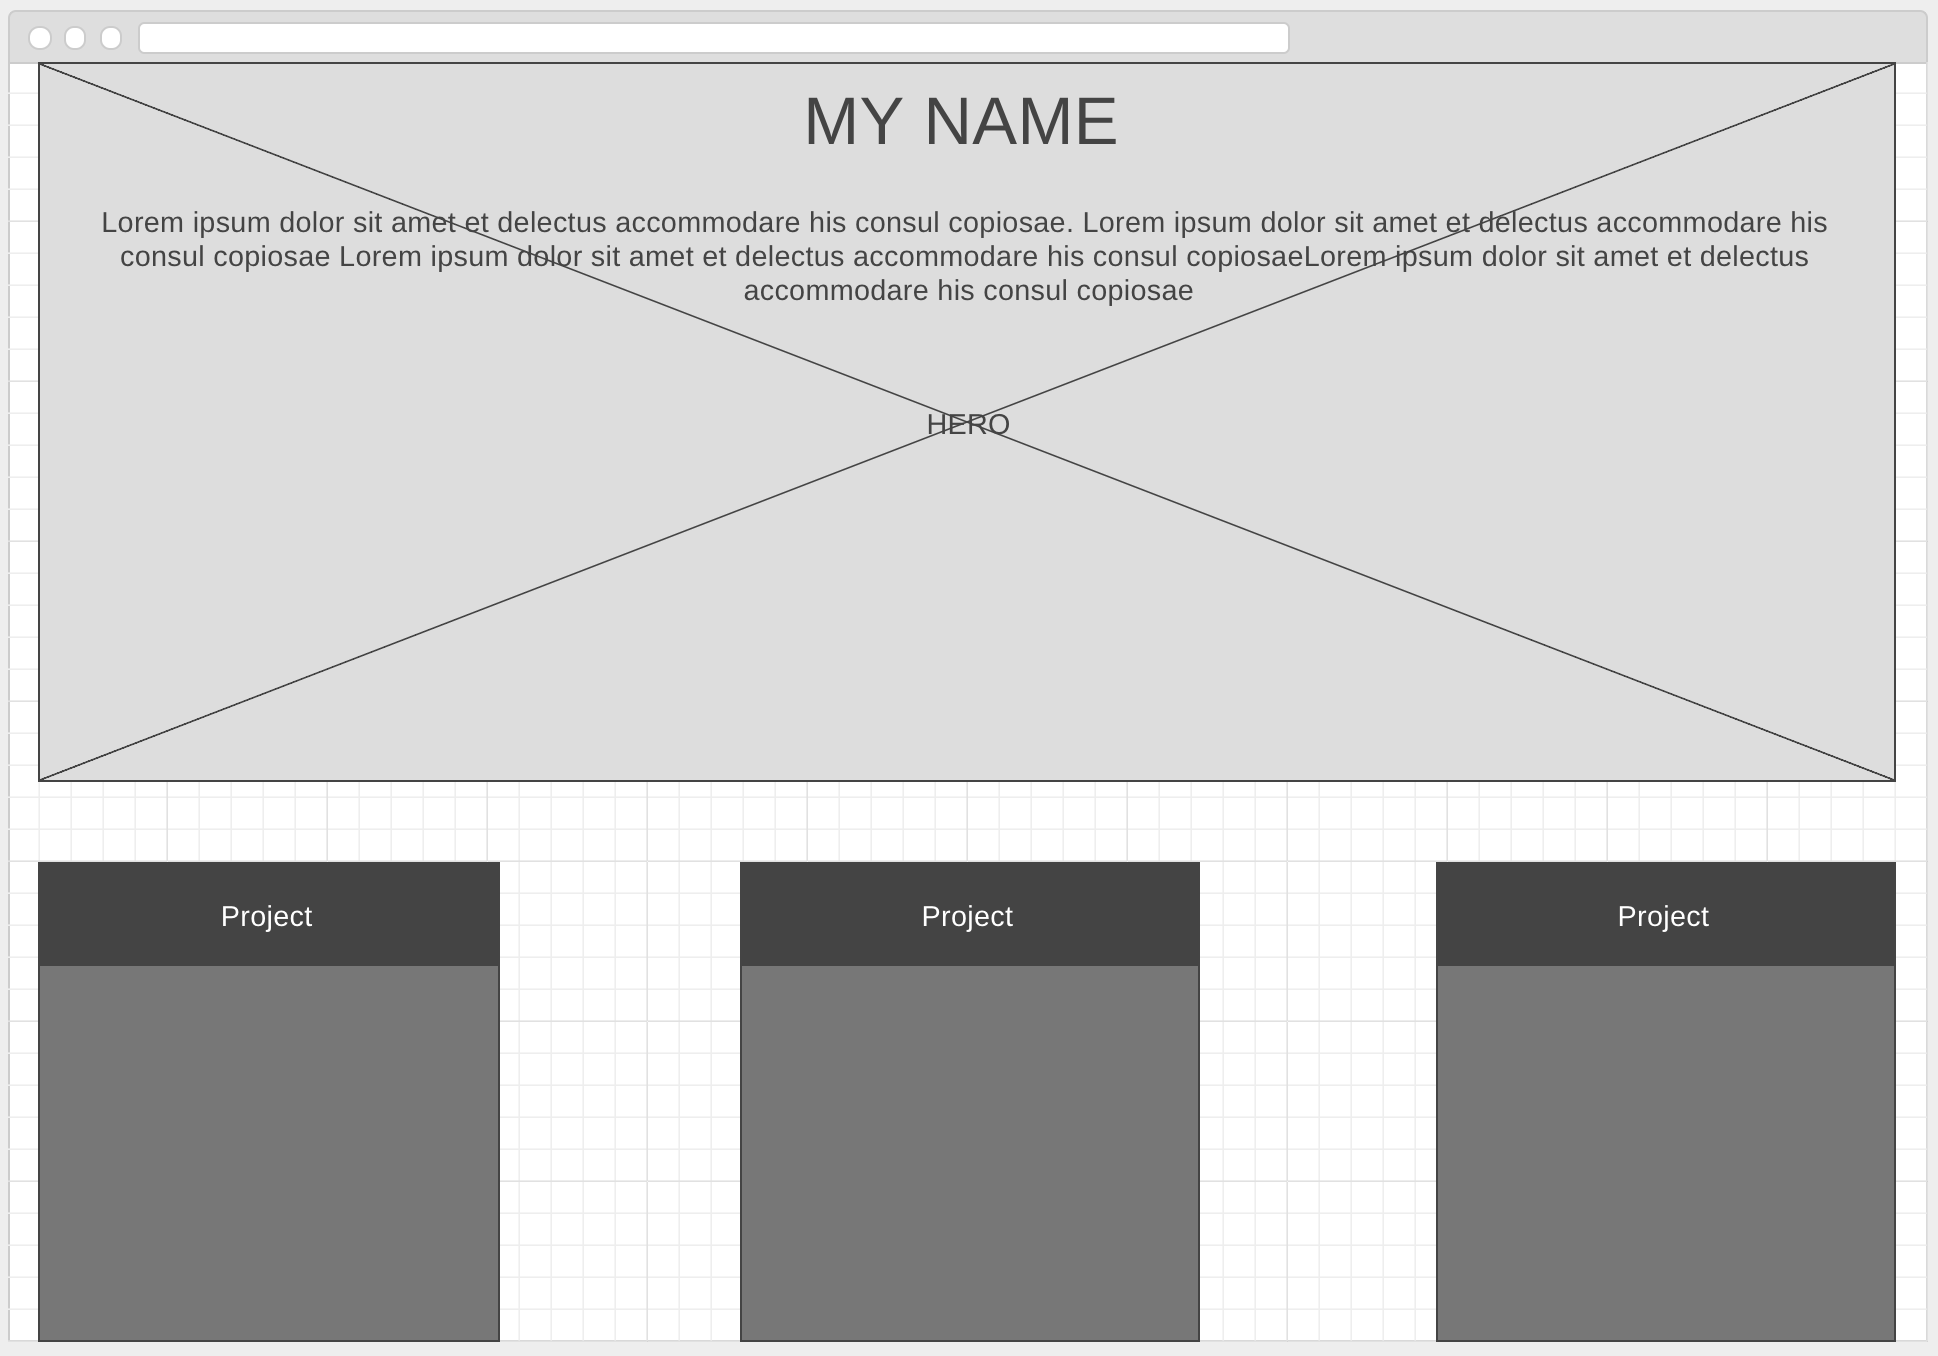 MY NAME
Lorem ipsum dolor sit amet et delectus accommodare his consul copiosae. Lorem ipsum dolor sit amet et delectus accommodare his
consul copiosae Lorem ipsum dolor sit amet et delectus accommodare his consul copiosaeLorem ipsum dolor sit amet et delectus
accommodare his consul copiosae
HERO
Project
Project
Project